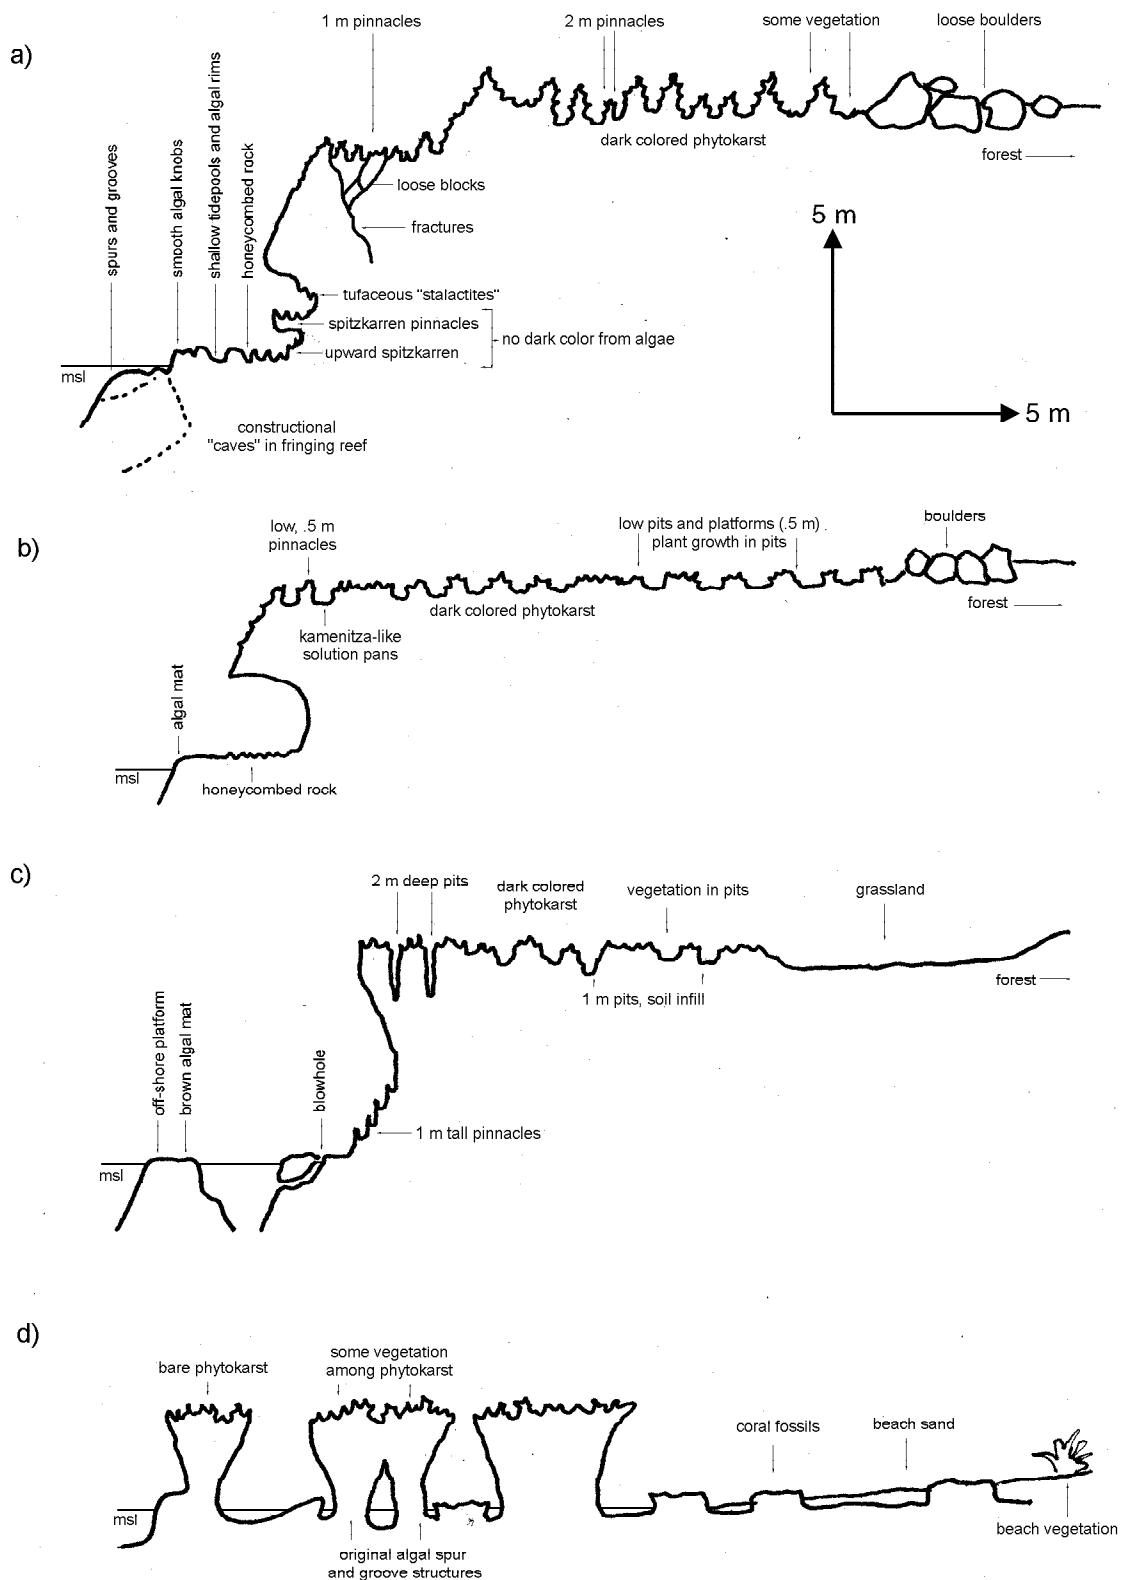 a)
1 m pinnacles
2 m pinnacles
some vegetation
loose boulders
dark colored phytokarst
forest
spurs and grooves
smooth algal knobs
shallow tidepools and algal rims
honeycombed rock
loose blocks
fractures
tufaceous "stalactites"
spitzkarren pinnacles
no dark color from algae
upward spitzkarren
msl
constructional
"caves" in fringing reef
5 m
5 m
b)
low, .5 m
pinnacles
low pits and platforms (.5 m)
plant growth in pits
boulders
dark colored phytokarst
forest
kamenitza-like
solution pans
algal mat
msl
honeycombed rock
c)
2 m deep pits
dark colored
phytokarst
vegetation in pits
grassland
forest
1 m pits, soil infill
off-shore platform
brown algal mat
blowhole
1 m tall pinnacles
msl
d)
bare phytokarst
some vegetation
among phytokarst
coral fossils
beach sand
msl
beach vegetation
original algal spur
and groove structures